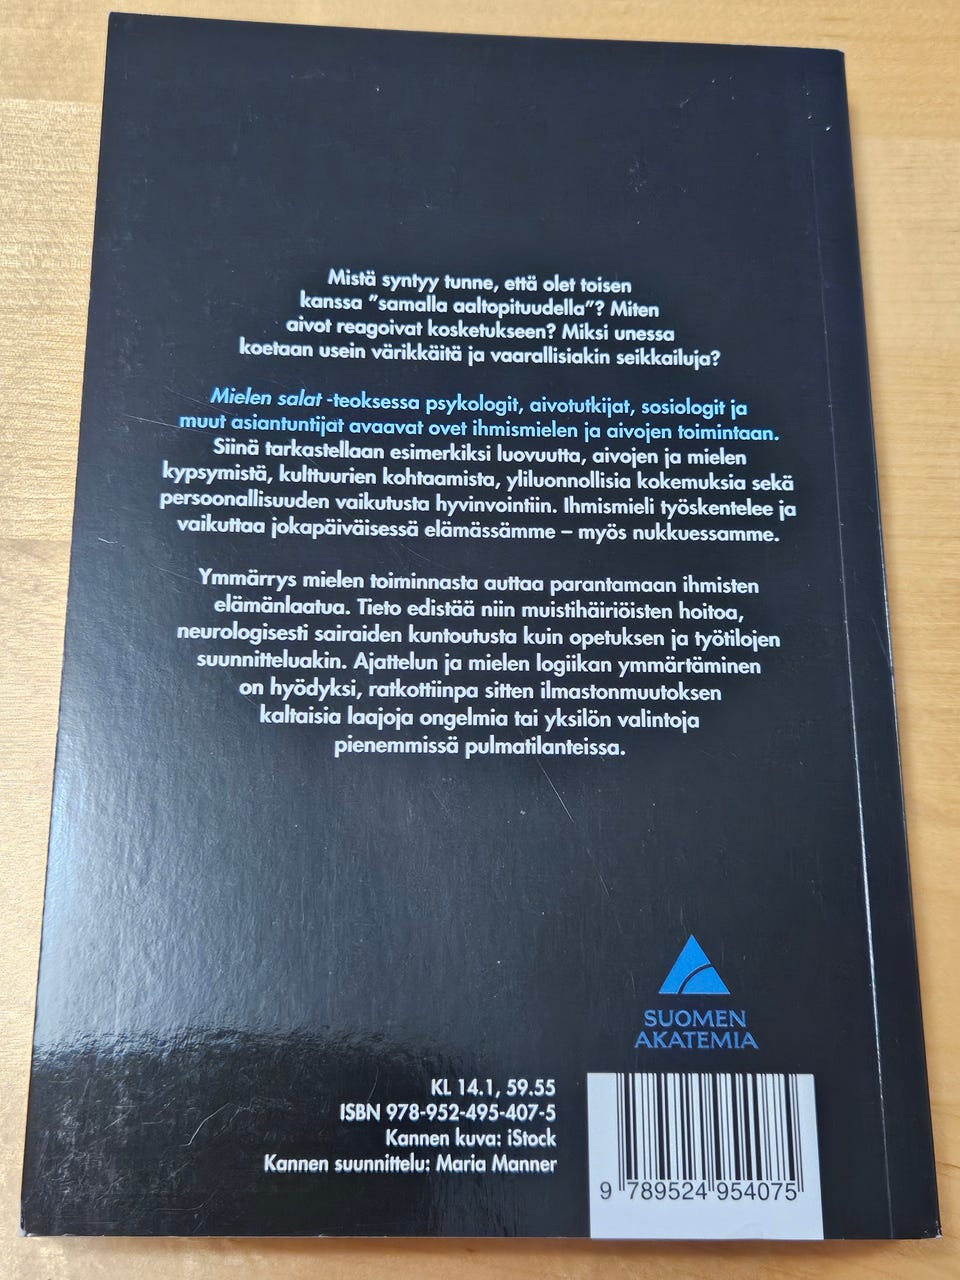 Mistä syntyy tunne, että olet toisen
kanssa ”samalla aaltopituudella”? Miten
aivot reagoivat kosketukseen? Miksi unessa
koetaan usein värikkäitä ja vaarallisiakin seikkailuja?
Mielen salat -teoksessa psykologit, aivotutkijat, sosiologit ja
muut asiantuntijat avaavat ovet ihmismielen ja aivojen toimintaan.
Siinä tarkastellaan esimerkiksi luovuutta, aivojen ja mielen
kypsymistä, kulttuurien kohtaamista, yliluonnollisia kokemuksia sekä
persoonallisuuden vaikutusta hyvinvointiin. Ihmismieli työskentelee ja
vaikuttaa jokapäiväisessä elämässämme – myös nukkuessamme.
Ymmärrys mielen toiminnasta auttaa parantamaan ihmisten
elämänlaatua. Tieto edistää niin muistihäiriöisten hoitoa,
neurologisesti sairaiden kuntoutusta kuin opetuksen ja työtilojen
suunnitteluakin. Ajattelun ja mielen logiikan ymmärtäminen
on hyödyksi, ratkottiinpa sitten ilmastonmuutoksen
kaltaisia laajoja ongelmia tai yksilön valintoja
pienemmissä pulmatilanteissa.
SUOMEN
AKATEMIA
KL 14.1, 59.55
ISBN 978-952-495-407-5
Kannen kuva: iStock
Kannen suunnittelu: Maria Manner
9 789524 954075